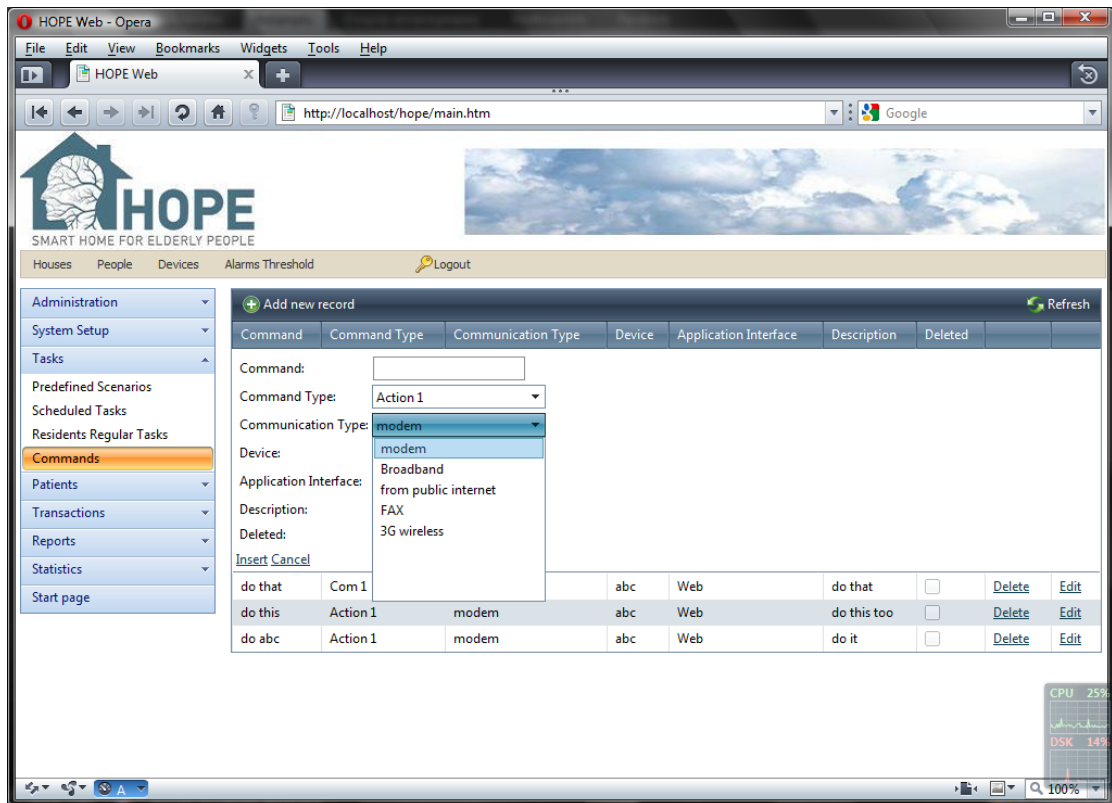 HOPE Web - Opera
File Edit View Bookmarks Widgets Tools Help
HOPE Web
http://localhost/hope/main.htm Google
HOPE
SMART HOME FOR ELDERLY PEOPLE
Houses People Devices Alarms Threshold Logout
Administration
System Setup
Tasks
Predefined Scenarios
Scheduled Tasks
Residents Regular Tasks
Commands
Patients
Transactions
Reports
Statistics
Start page
Add new record Refresh
Command Command Type Communication Type Device Application Interface Description Deleted
Command:
Command Type: Action 1
Communication Type: modem
Device:
Application Interface:
Description:
Deleted:
modem
Broadband
from public internet
FAX
3G wireless
Insert Cancel
do that Com 1 abc Web do that Delete Edit
do this Action 1 modem abc Web do this too Delete Edit
do abc Action 1 modem abc Web do it Delete Edit
CPU 25%
DSK 14%
A 100%